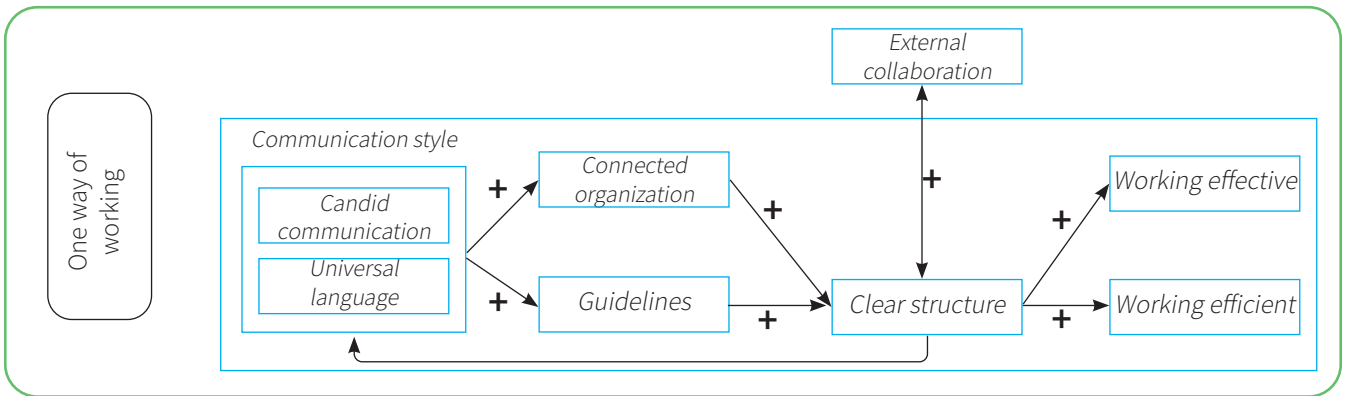 One way of
working
External
collaboration
Communication style
Candid
communication
Universal
language
+
+
Connected
organization
Guidelines
+
+
+
Clear structure
+
+
Working effective
Working efficient